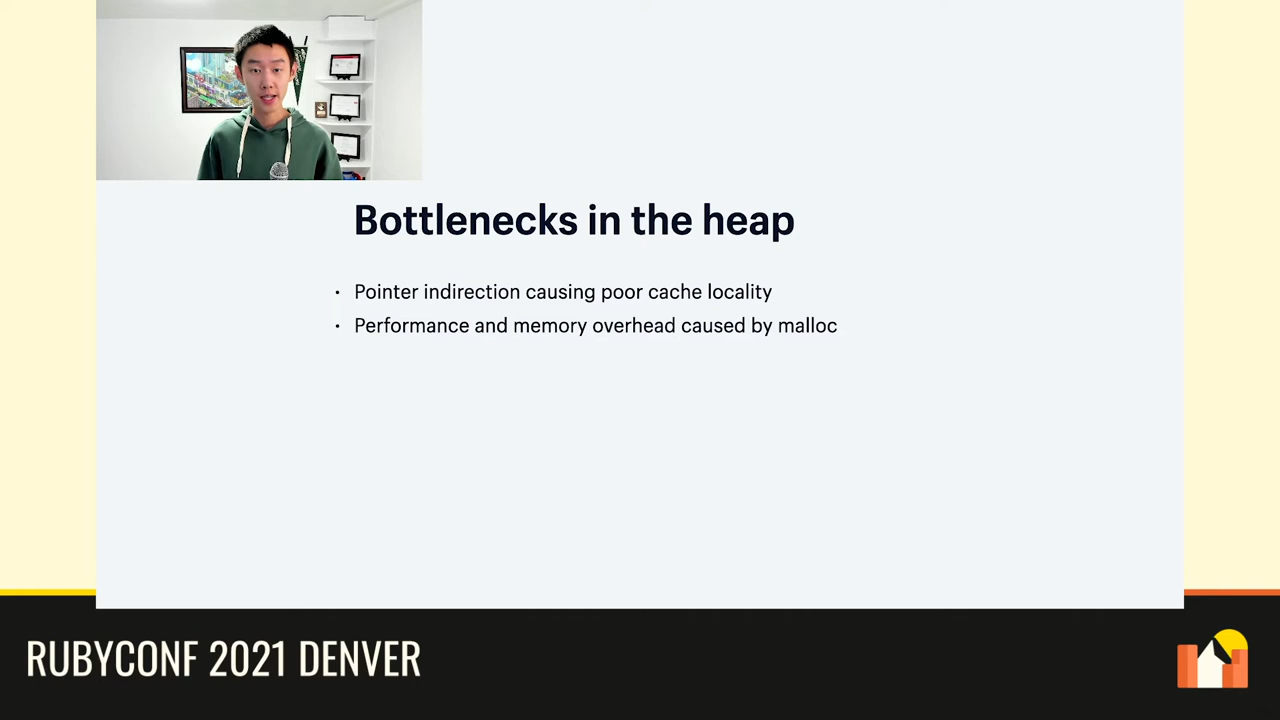 Bottlenecks in the heap
· Pointer indirection causing poor cache locality
· Performance and memory overhead caused by malloc
RUBYCONF 2021 DENVER